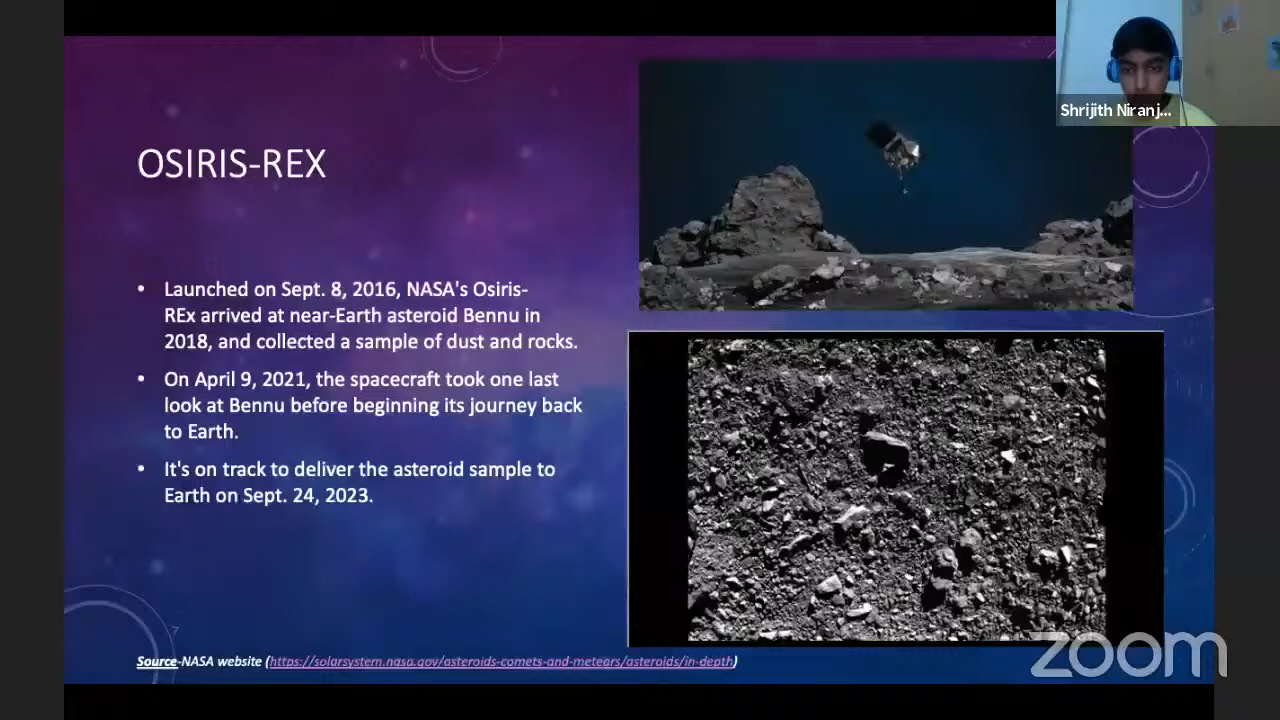 Shrijith Niranj...
OSIRIS-REX
• Launched on Sept. 8, 2016, NASA's Osiris-
REx arrived at near-Earth asteroid Bennu in
2018, and collected a sample of dust and rocks.
• On April 9, 2021, the spacecraft took one last
look at Bennu before beginning its journey back
to Earth.
• It's on track to deliver the asteroid sample to
Earth on Sept. 24, 2023.
Source-NASA website (https://solarsystem.nasa.gov/asteroids-comets-and-metears/asteroids/in-depth)
zoom